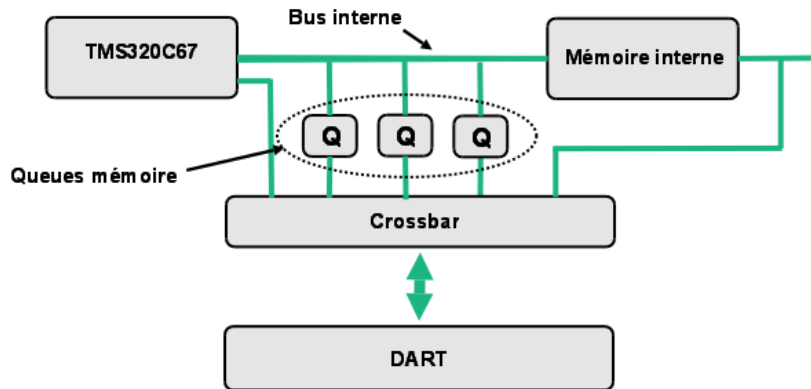 Bus interne
TMS320C67
Mémoire interne
Q Q Q
Queues mémoire
Crossbar
DART